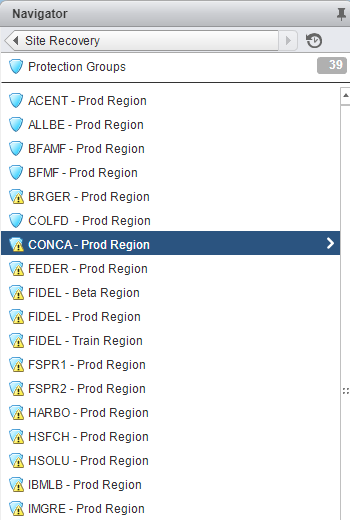 Navigator
Site Recovery
Protection Groups 39
ACENT - Prod Region
ALLBE - Prod Region
BFAMF - Prod Region
BFMF - Prod Region
BRGER - Prod Region
COLFD - Prod Region
CONCA - Prod Region
FEDER - Prod Region
FIDEL - Beta Region
FIDEL - Prod Region
FIDEL - Train Region
FSPR1 - Prod Region
FSPR2 - Prod Region
HARBO - Prod Region
HSFCH - Prod Region
HSOLU - Prod Region
IBMLB - Prod Region
IMGRE - Prod Region